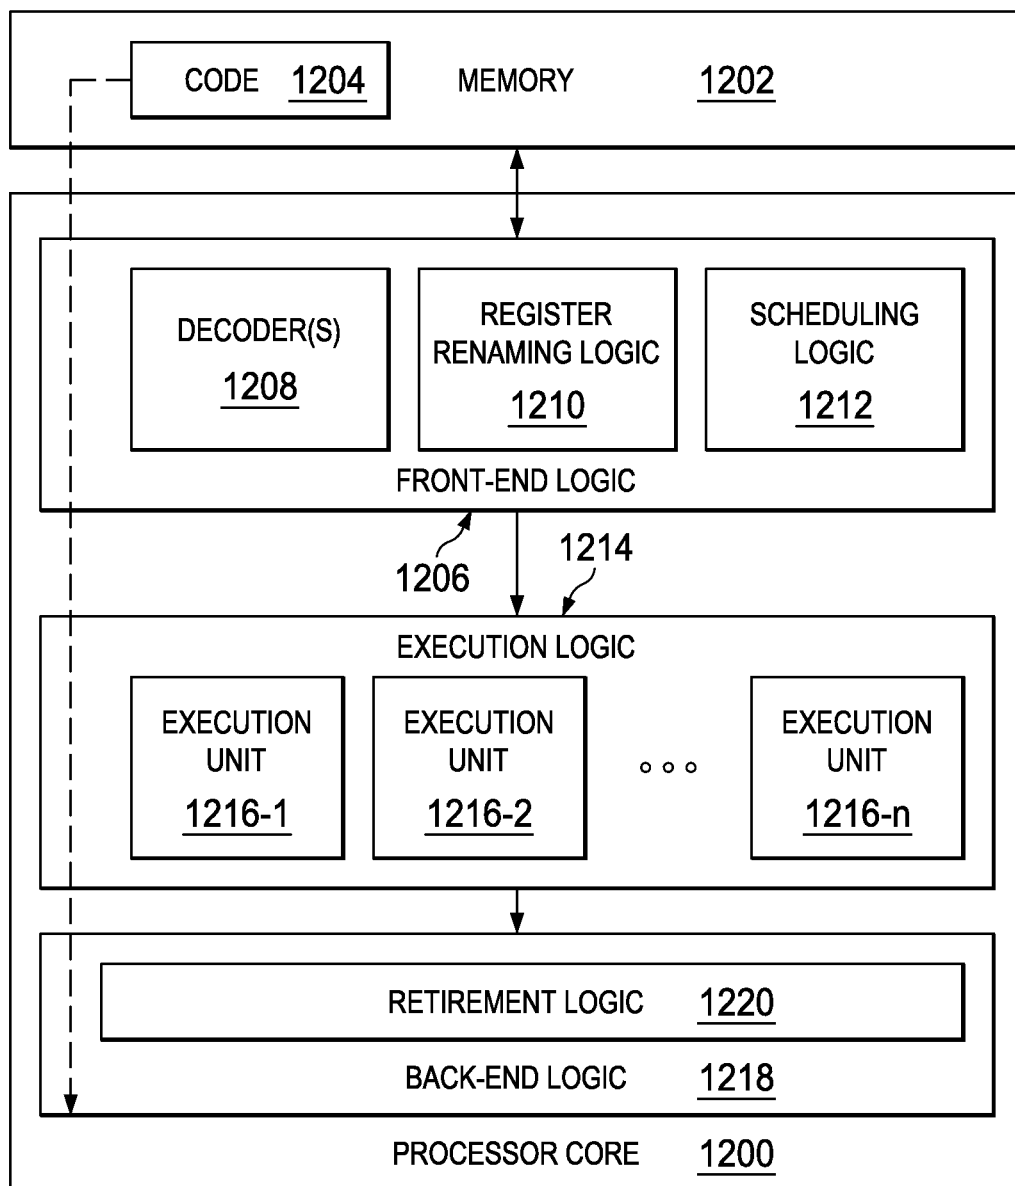 CODE 1204 MEMORY 1202
DECODER(S)
1208
REGISTER
RENAMING LOGIC
1210
SCHEDULING
LOGIC
1212
FRONT-END LOGIC
1206
1214
EXECUTION LOGIC
EXECUTION
UNIT
1216-1
EXECUTION
UNIT
1216-2
EXECUTION
UNIT
1216-n
RETIREMENT LOGIC 1220
BACK-END LOGIC 1218
PROCESSOR CORE 1200